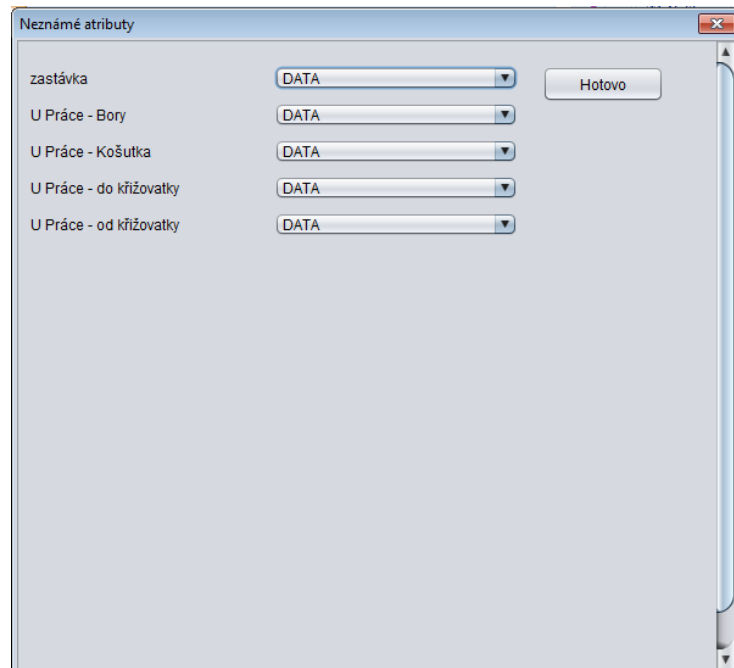 Neznámé atributy
zastávka DATA Hotovo
U Práce - Bory DATA
U Práce - Košutka DATA
U Práce - do křižovatky DATA
U Práce - od křižovatky DATA